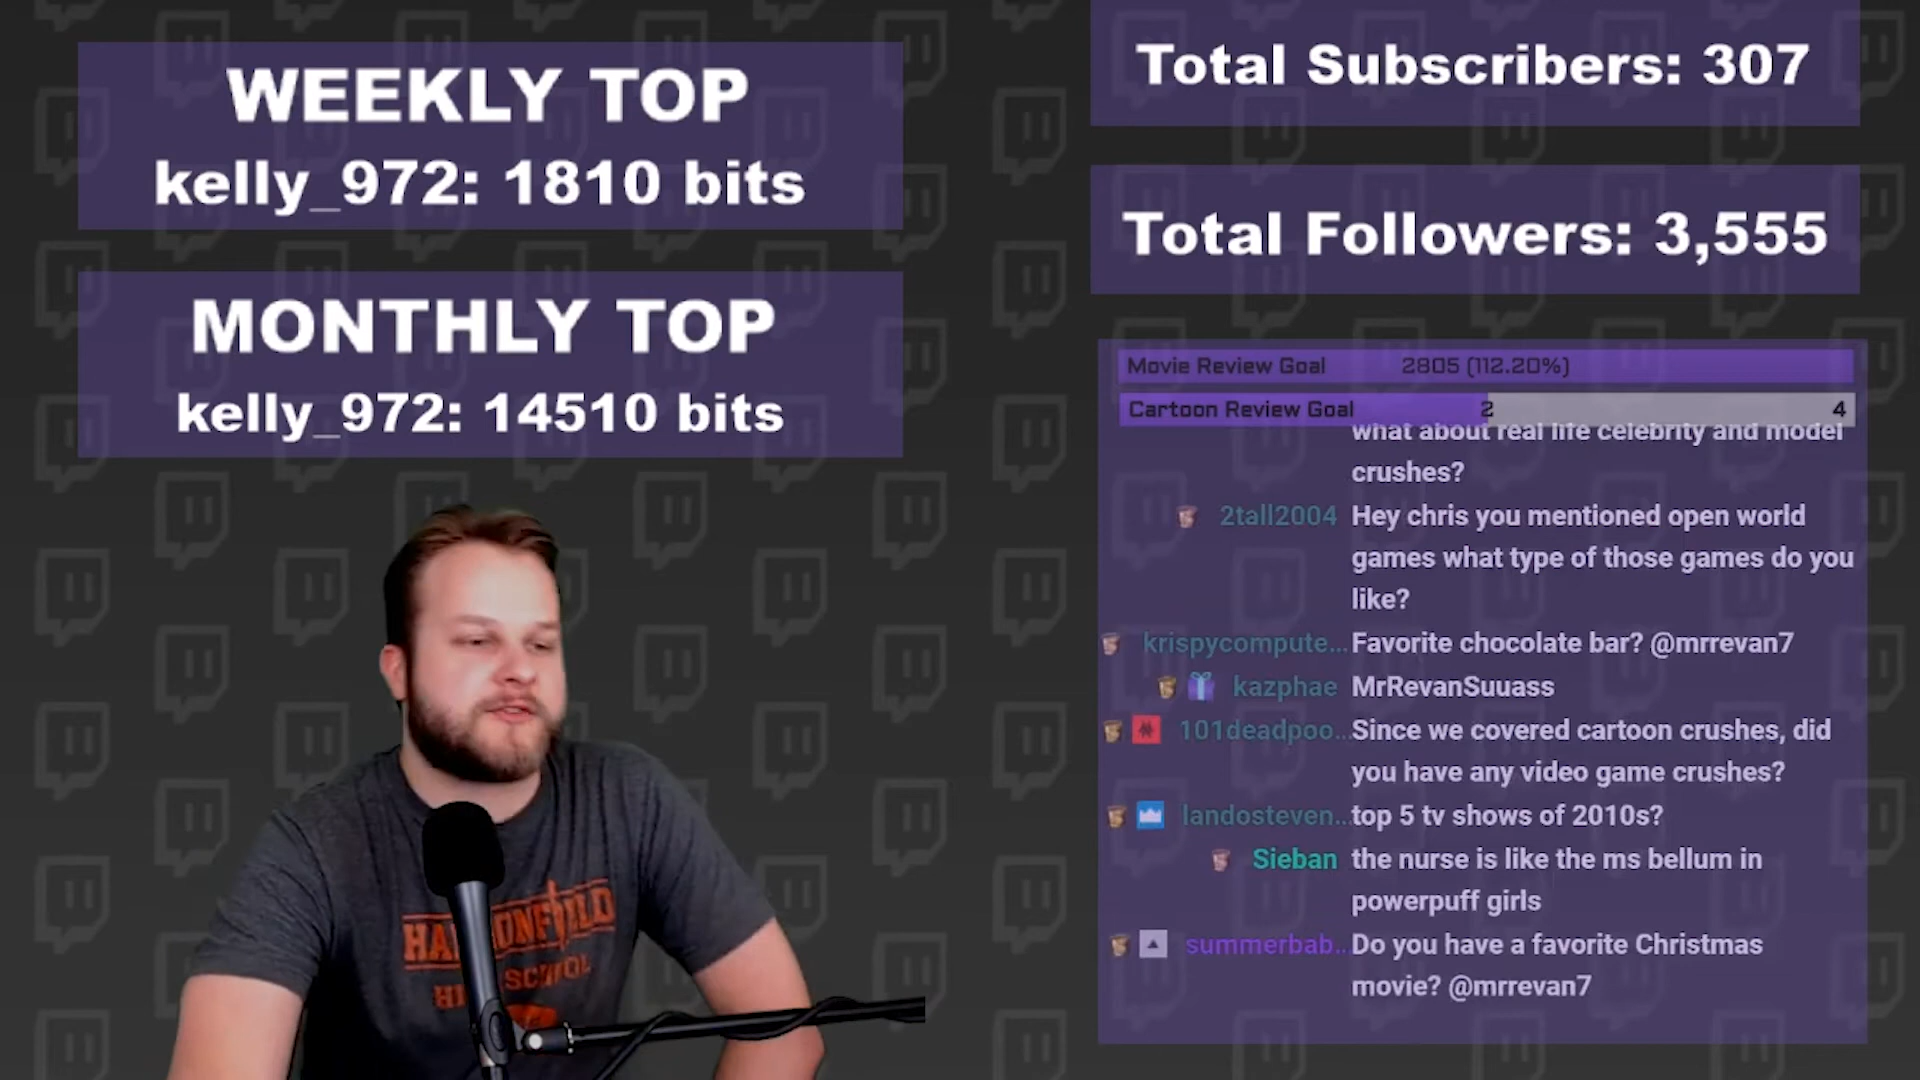 WEEKLY TOP
kelly_972: 1810 bits
MONTHLY TOP
kelly_972: 14510 bits
Total Subscribers: 307
Total Followers: 3,555
Movie Review Goal 2805 (112.20%)
Cartoon Review Goal 2 4
what about real life celebrity and model
crushes?
2tall2004 Hey chris you mentioned open world
games what type of those games do you
like?
krispycompute... Favorite chocolate bar? @mrrevan7
kazphae MrRevanSuuass
101deadpoo... Since we covered cartoon crushes, did
you have any video game crushes?
landosteven... top 5 tv shows of 2010s?
Sieban the nurse is like the ms bellum in
powerpuff girls
summerbab... Do you have a favorite Christmas
movie? @mrrevan7